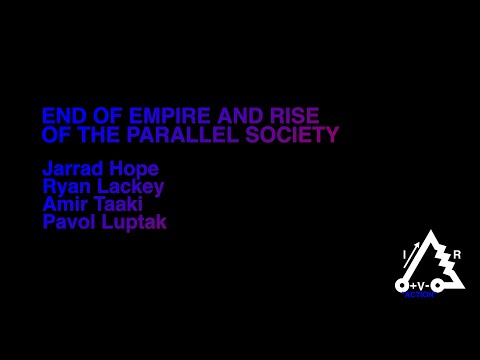 END OF EMPIRE AND RISE
OF THE PARALLEL SOCIETY
Jarrad Hope
Ryan Lackey
Amir Taaki
Pavol Luptak
I R
+V-
ACTION